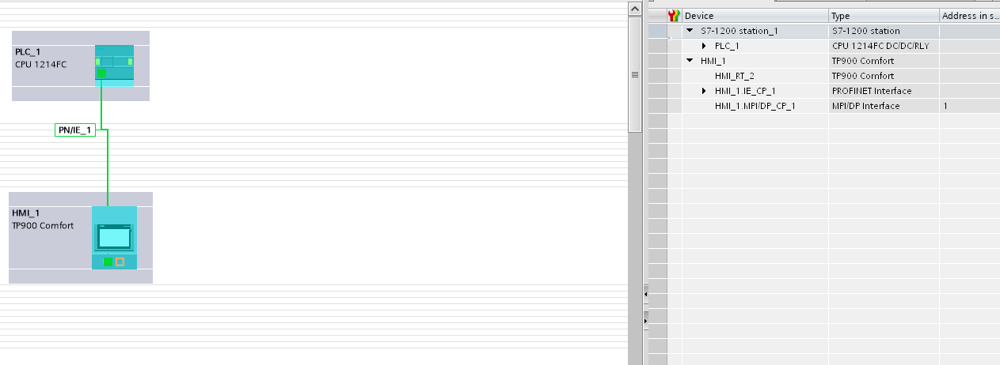 PLC_1
CPU 1214FC
PN/IE_1
HMI_1
TP900 Comfort
Device Type Address in s...
S7-1200 station_1 S7-1200 station
PLC_1 CPU 1214FC DC/DC/RLY
HMI_1 TP900 Comfort
HMI_RT_2 TP900 Comfort
HMI_1.IE_CP_1 PROFINET Interface
HMI_1.MPI/DP_CP_1 MPI/DP Interface 1